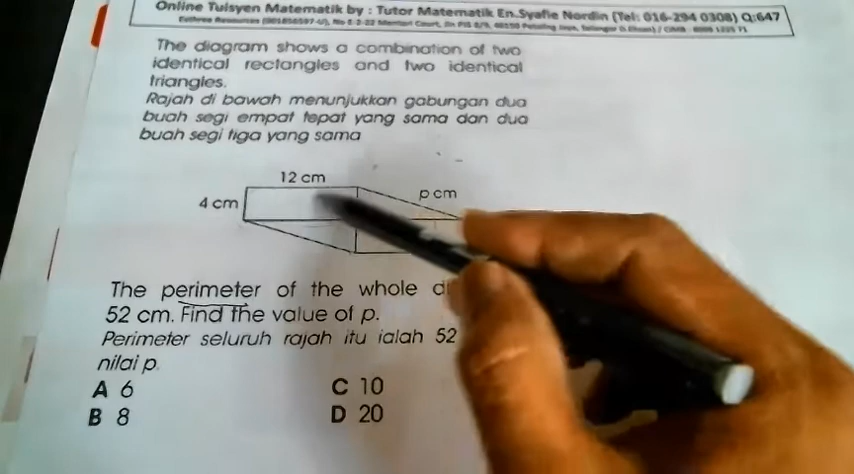 Online Tuisyen Matematik by : Tutor Matematik En.Syafie Nordin (Tel: 016-294 0308) Q:647
The diagram shows a combination of two
identical rectangles and two identical
triangles.
Rajah di bawah menunjukkan gabungan dua
buah segi empat tepat yang sama dan dua
buah segi tiga yang sama
12 cm
4 cm
p cm
The perimeter of the whole d
52 cm. Find the value of p.
Perimeter seluruh rajah itu ialah 52
nilai p.
A 6
C 10
B 8
D 20